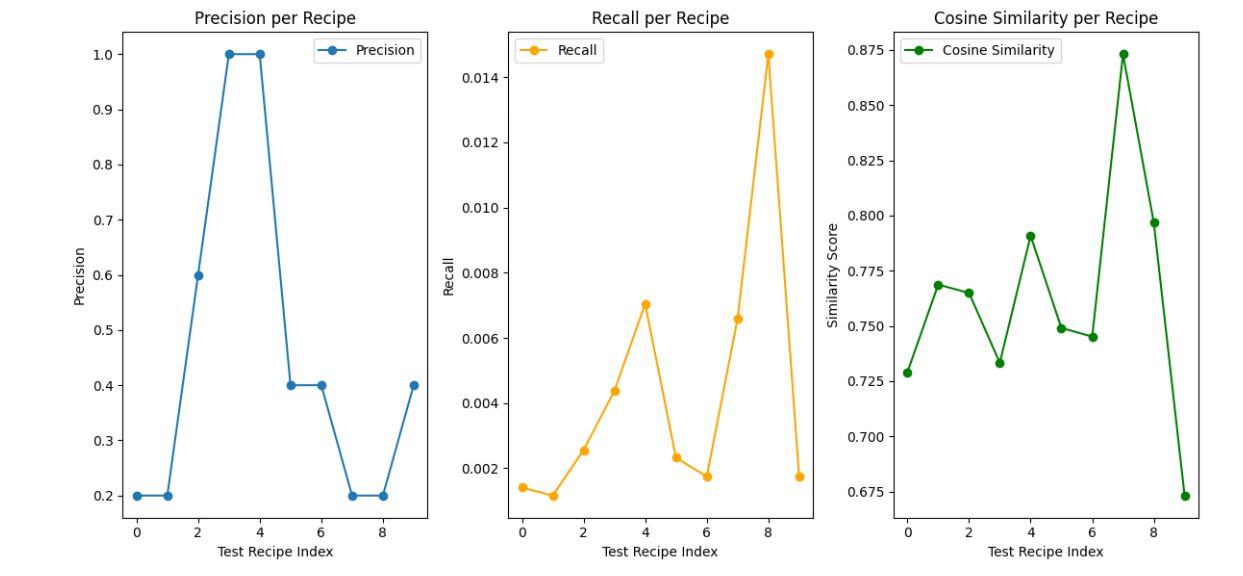 Precision per Recipe
Precision
1.0
0.9
0.8
0.7
0.6
0.5
0.4
0.3
0.2
Precision
0 2 4 6 8
Test Recipe Index
Recall per Recipe
Recall
0.014
0.012
0.010
0.008
0.006
0.004
0.002
Recall
0 2 4 6 8
Test Recipe Index
Cosine Similarity per Recipe
Cosine Similarity
0.875
0.850
0.825
0.800
0.775
0.750
0.725
0.700
0.675
Similarity Score
0 2 4 6 8
Test Recipe Index